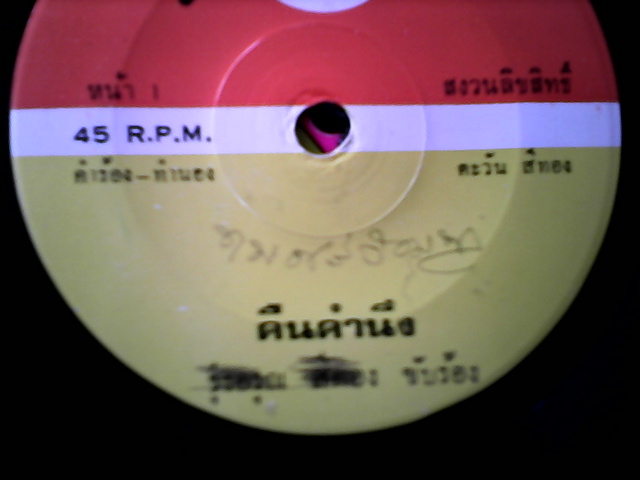 หน้า 1 สงวนลิขสิทธิ์
45 R.P.M.
คำร้อง-ทำนอง ตะวัน สีทอง
คืนคำนึง
ขับร้อง